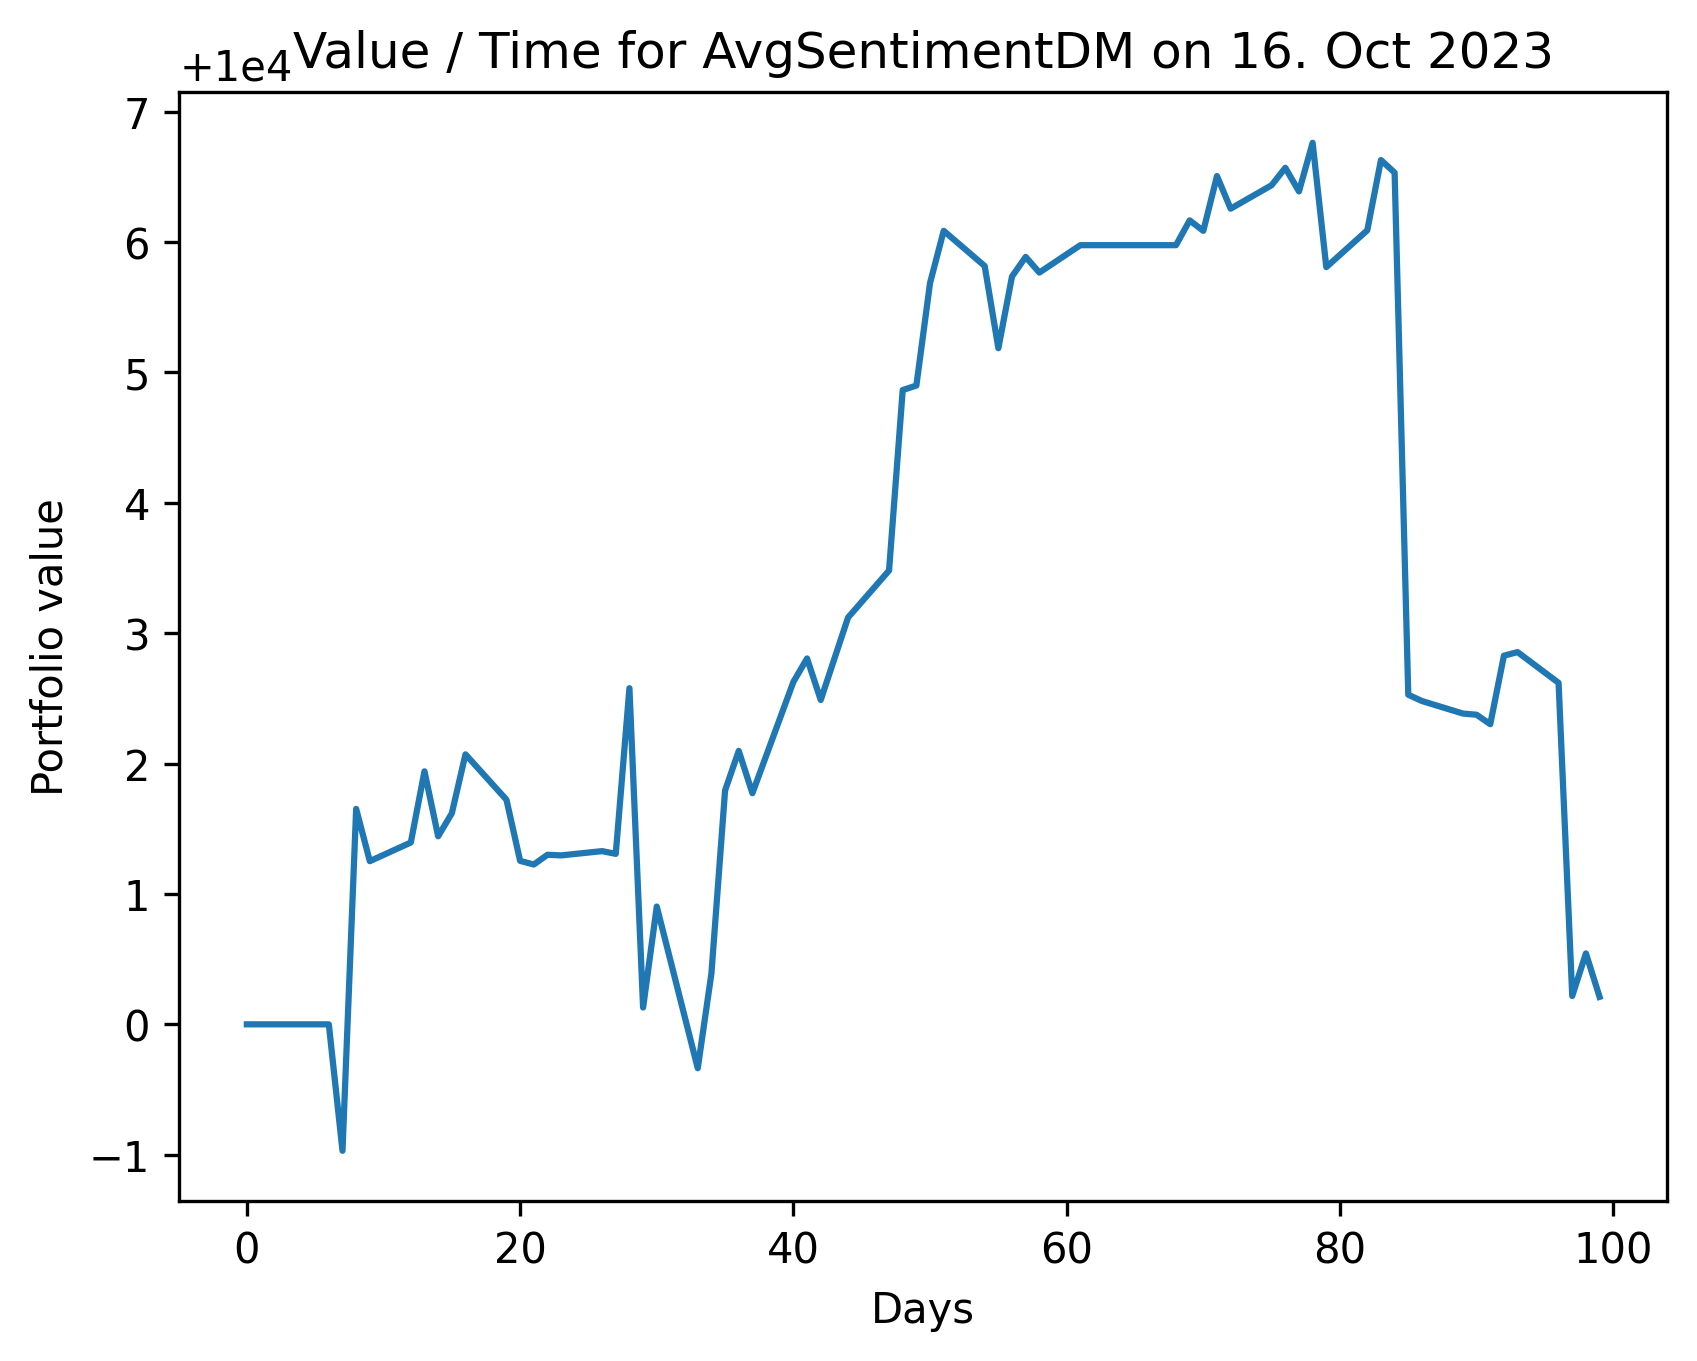 Value / Time for AvgSentimentDM on 16. Oct 2023
+1e4
7
6
5
4
3
2
1
0
−1
Portfolio value
0 20 40 60 80 100
Days